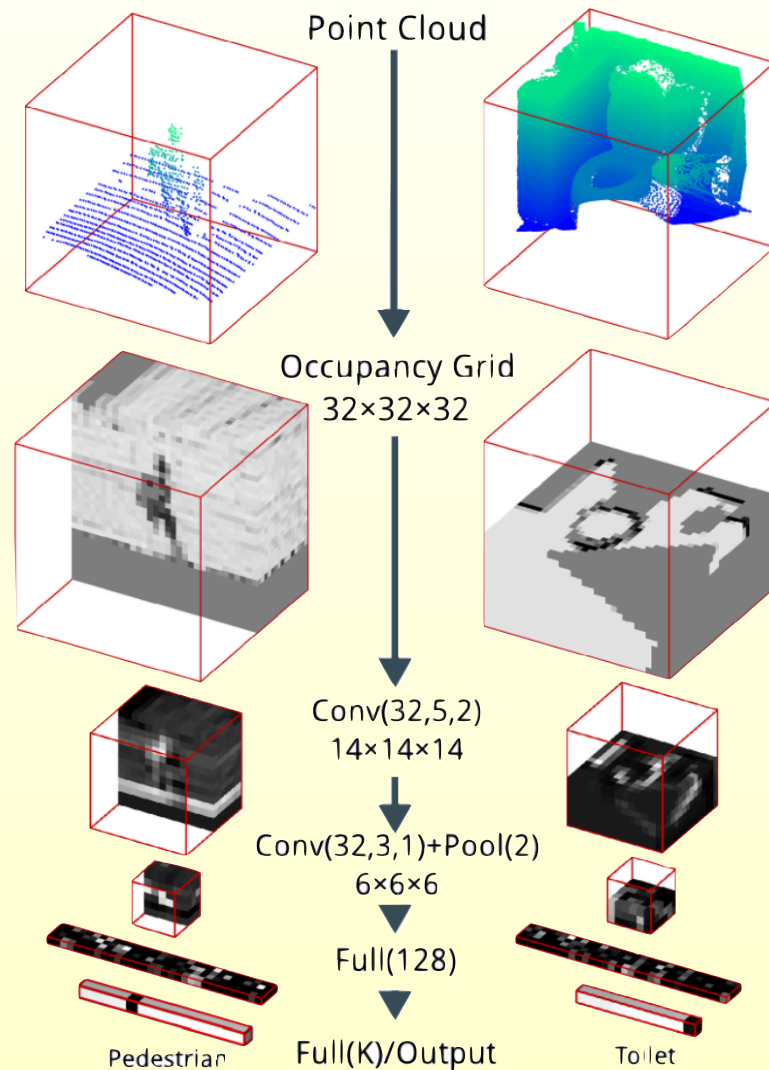 Point Cloud
Occupancy Grid
32×32×32
Conv(32,5,2)
14×14×14
Conv(32,3,1)+Pool(2)
6×6×6
Full(128)
Full(K)/Output
Pedestrian
Toilet